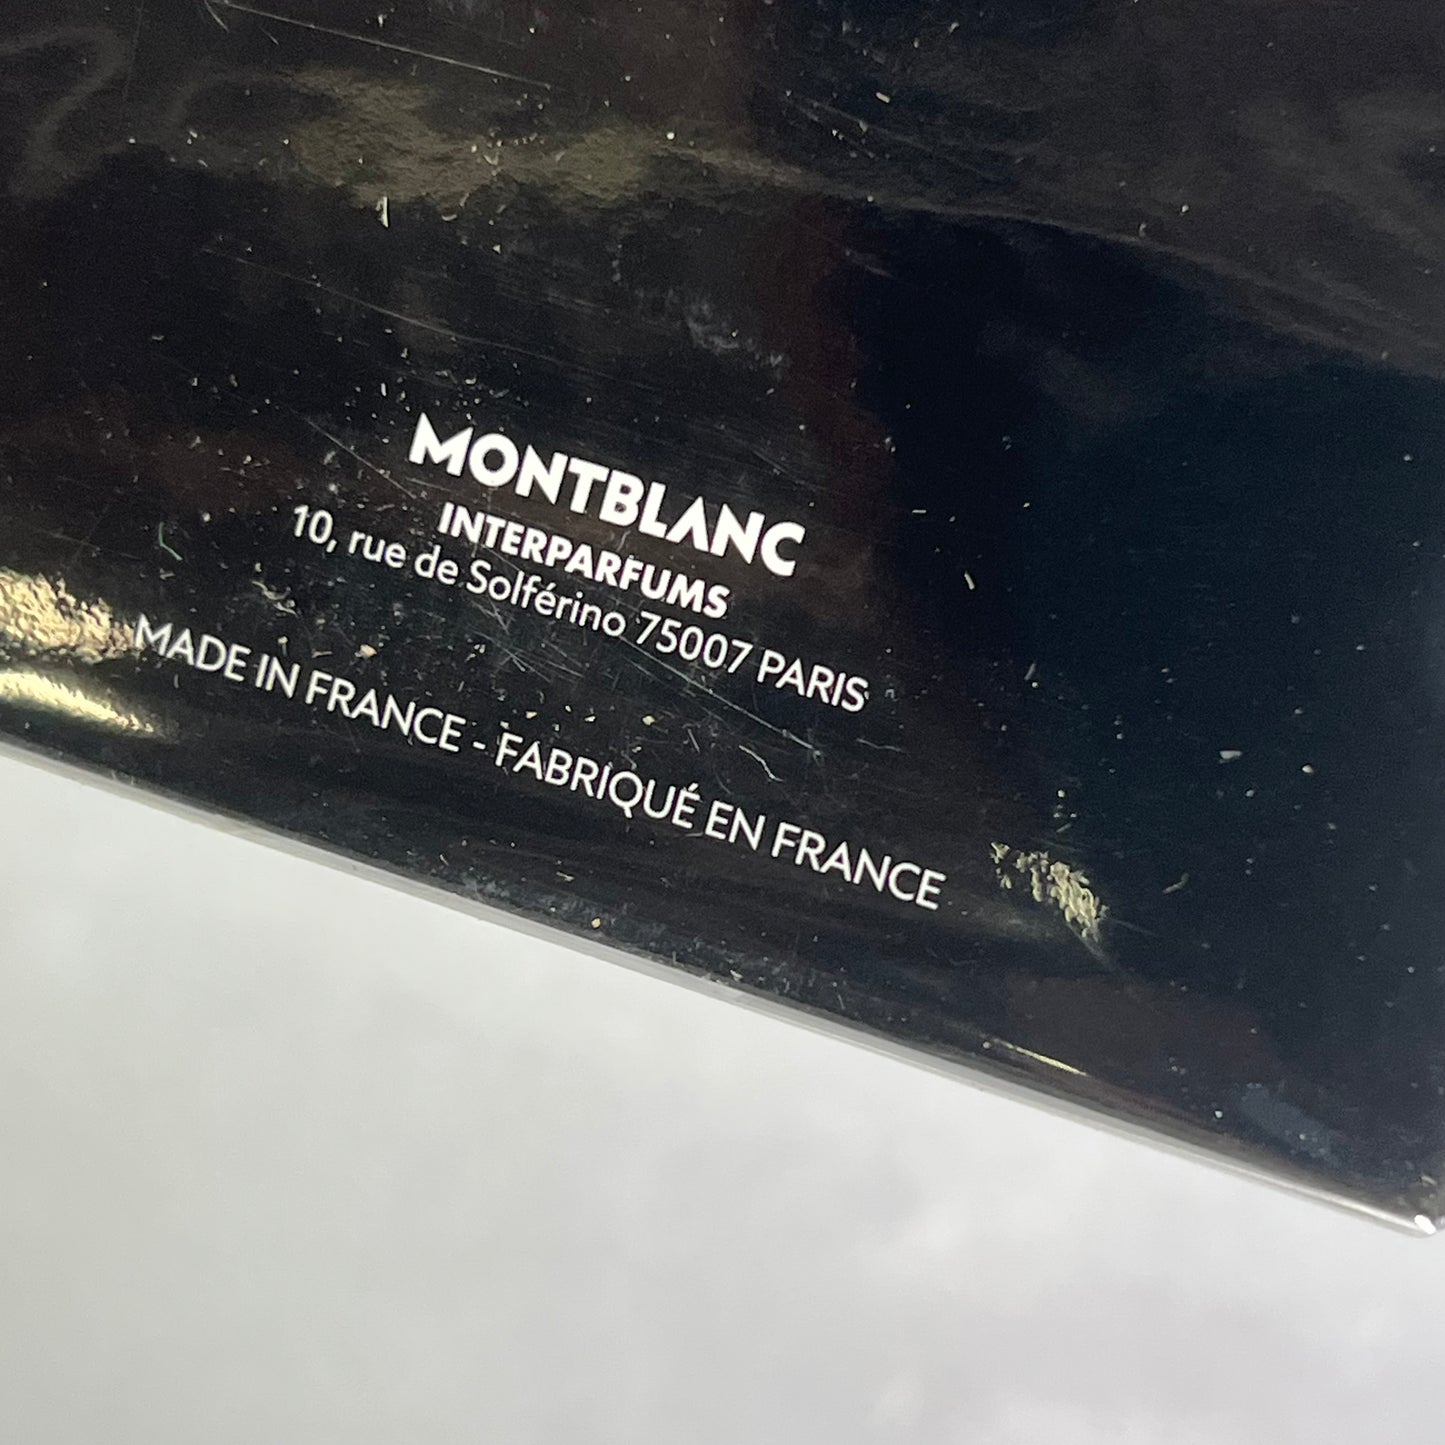 MONTBLANC
INTERPARFUMS
10, rue de Solférino 75007 PARIS
MADE IN FRANCE - FABRIQUÉ EN FRANCE